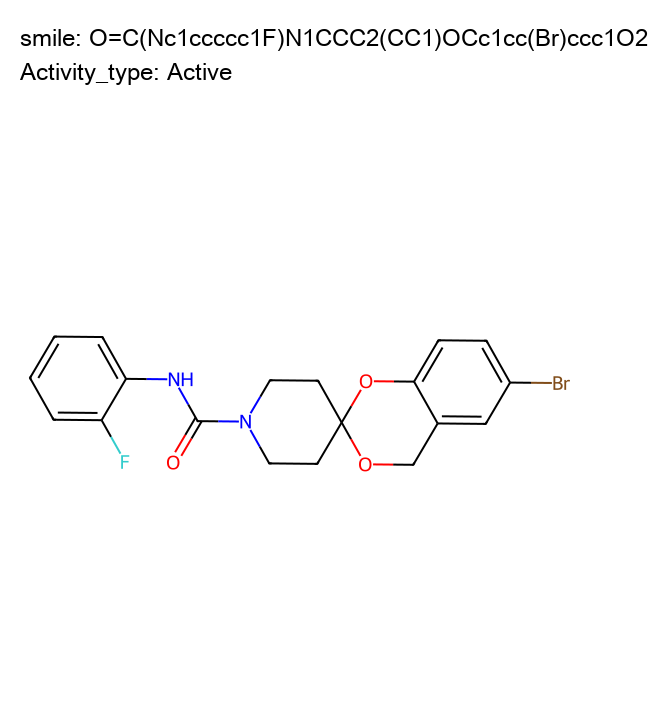 smile: O=C(Nc1ccccc1F)N1CCC2(CC1)OCc1cc(Br)ccc1O2
Activity_type: Active
O
Br
NH
N
F
O
O